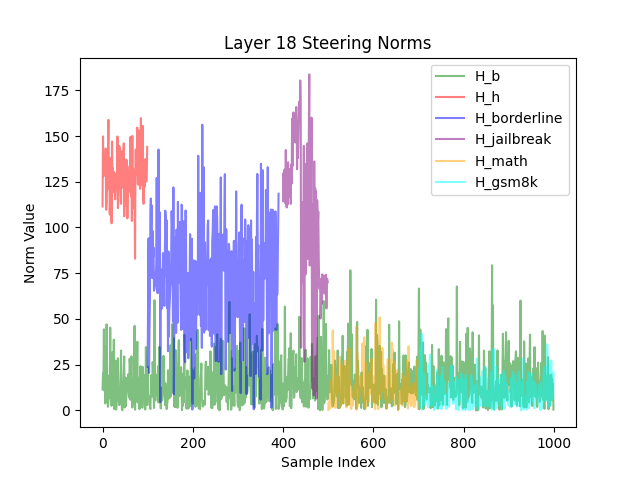 Layer 18 Steering Norms
Norm Value
175
150
125
100
75
50
25
0
0 200 400 600 800 1000
Sample Index
H_b
H_h
H_borderline
H_jailbreak
H_math
H_gsm8k